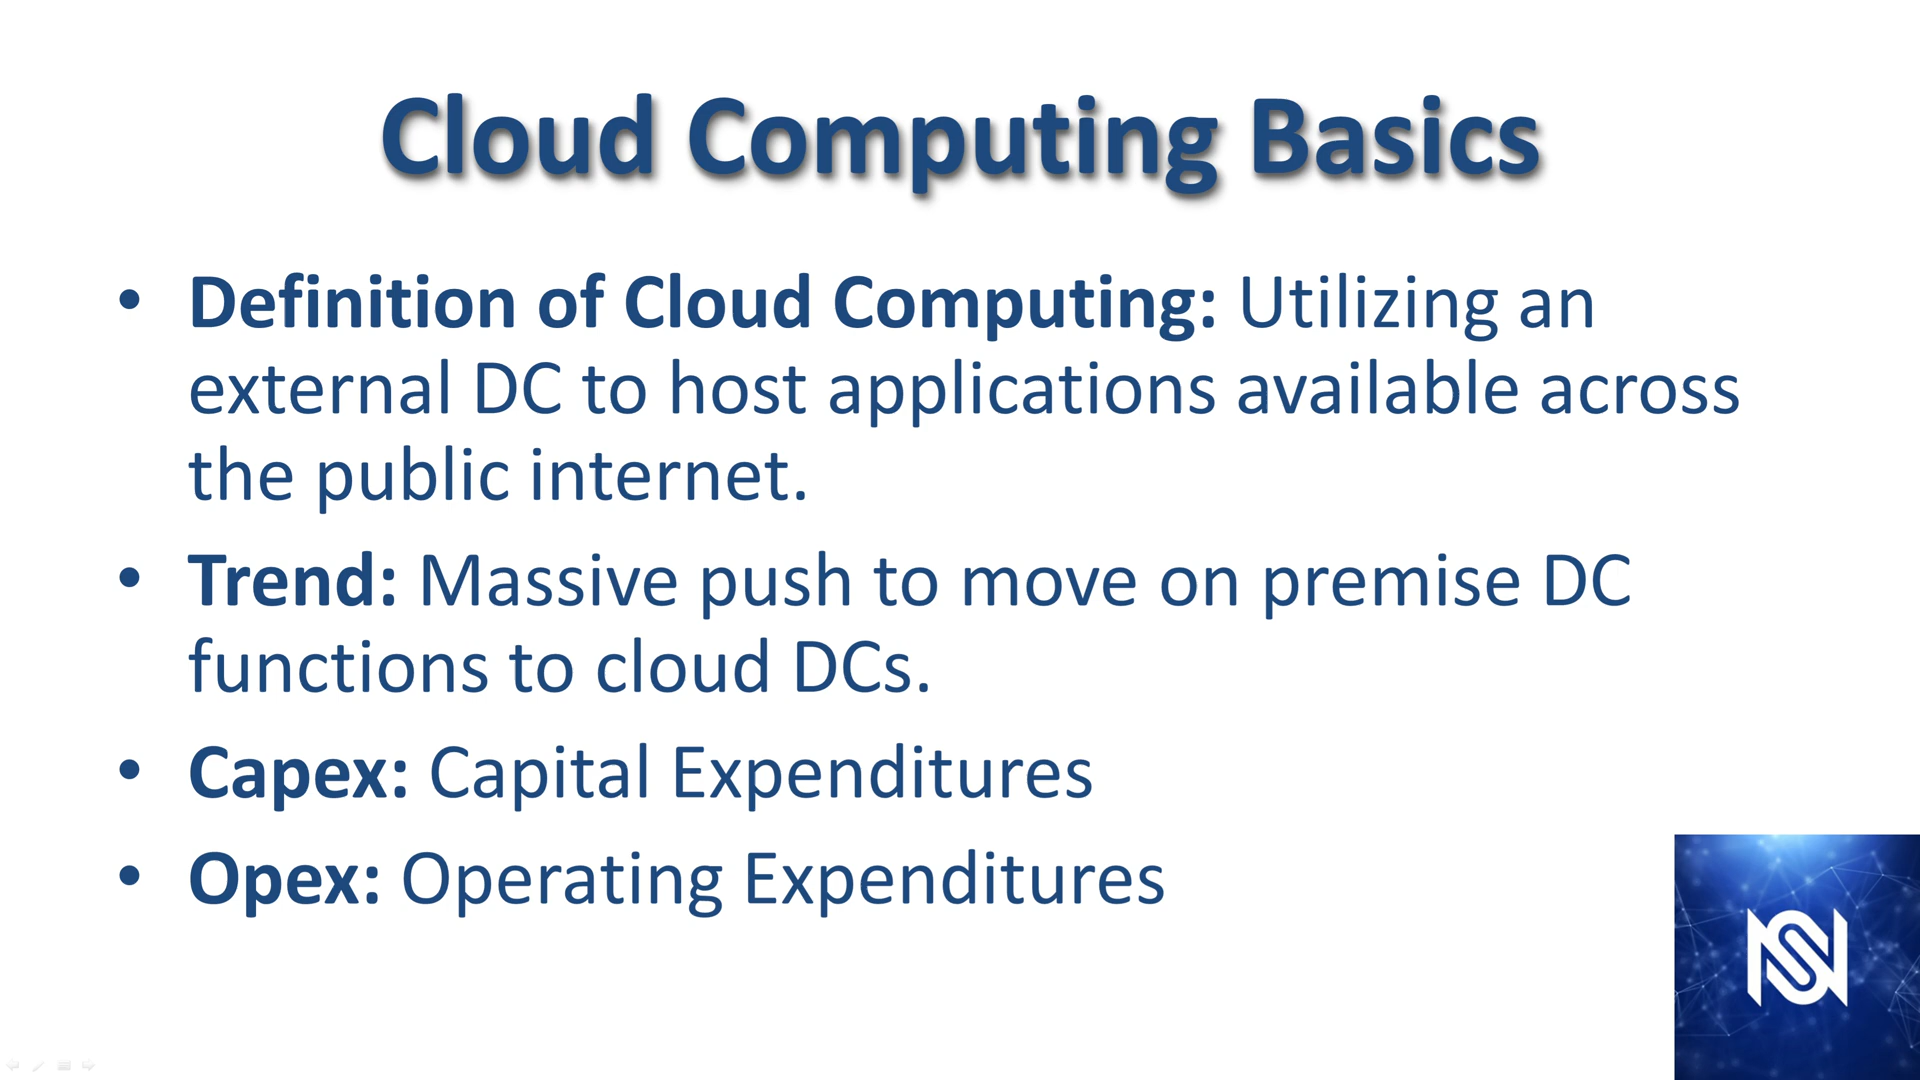 Cloud Computing Basics
• Definition of Cloud Computing: Utilizing an
external DC to host applications available across
the public internet.
• Trend: Massive push to move on premise DC
functions to cloud DCs.
• Capex: Capital Expenditures
• Opex: Operating Expenditures